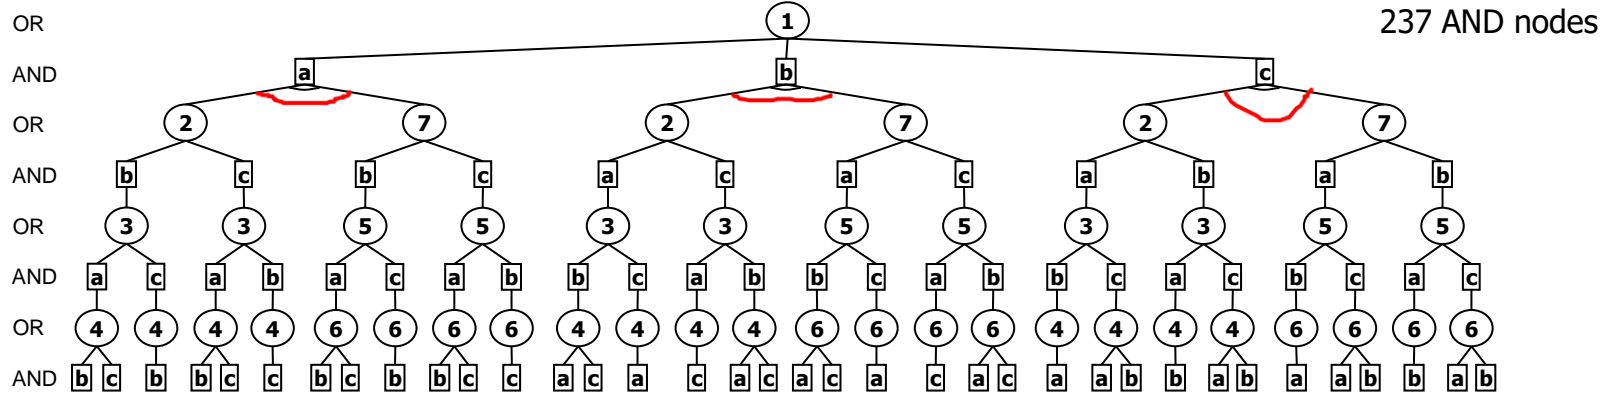 OR 1 237 AND nodes
AND a b c
OR 2 7 2 7 2 7
AND b c b c a c a c a b a b
OR 3 3 5 5 3 3 5 5 3 3 5 5
AND a c a b a c a b b c a b b c a b b c a c b c a c
OR 4 4 4 4 6 6 6 6 4 4 4 4 6 6 6 6 4 4 4 4 6 6 6 6
AND b c b b c c b c b b c c a c a c a c a c a c a c a a b b a b a a b b a b